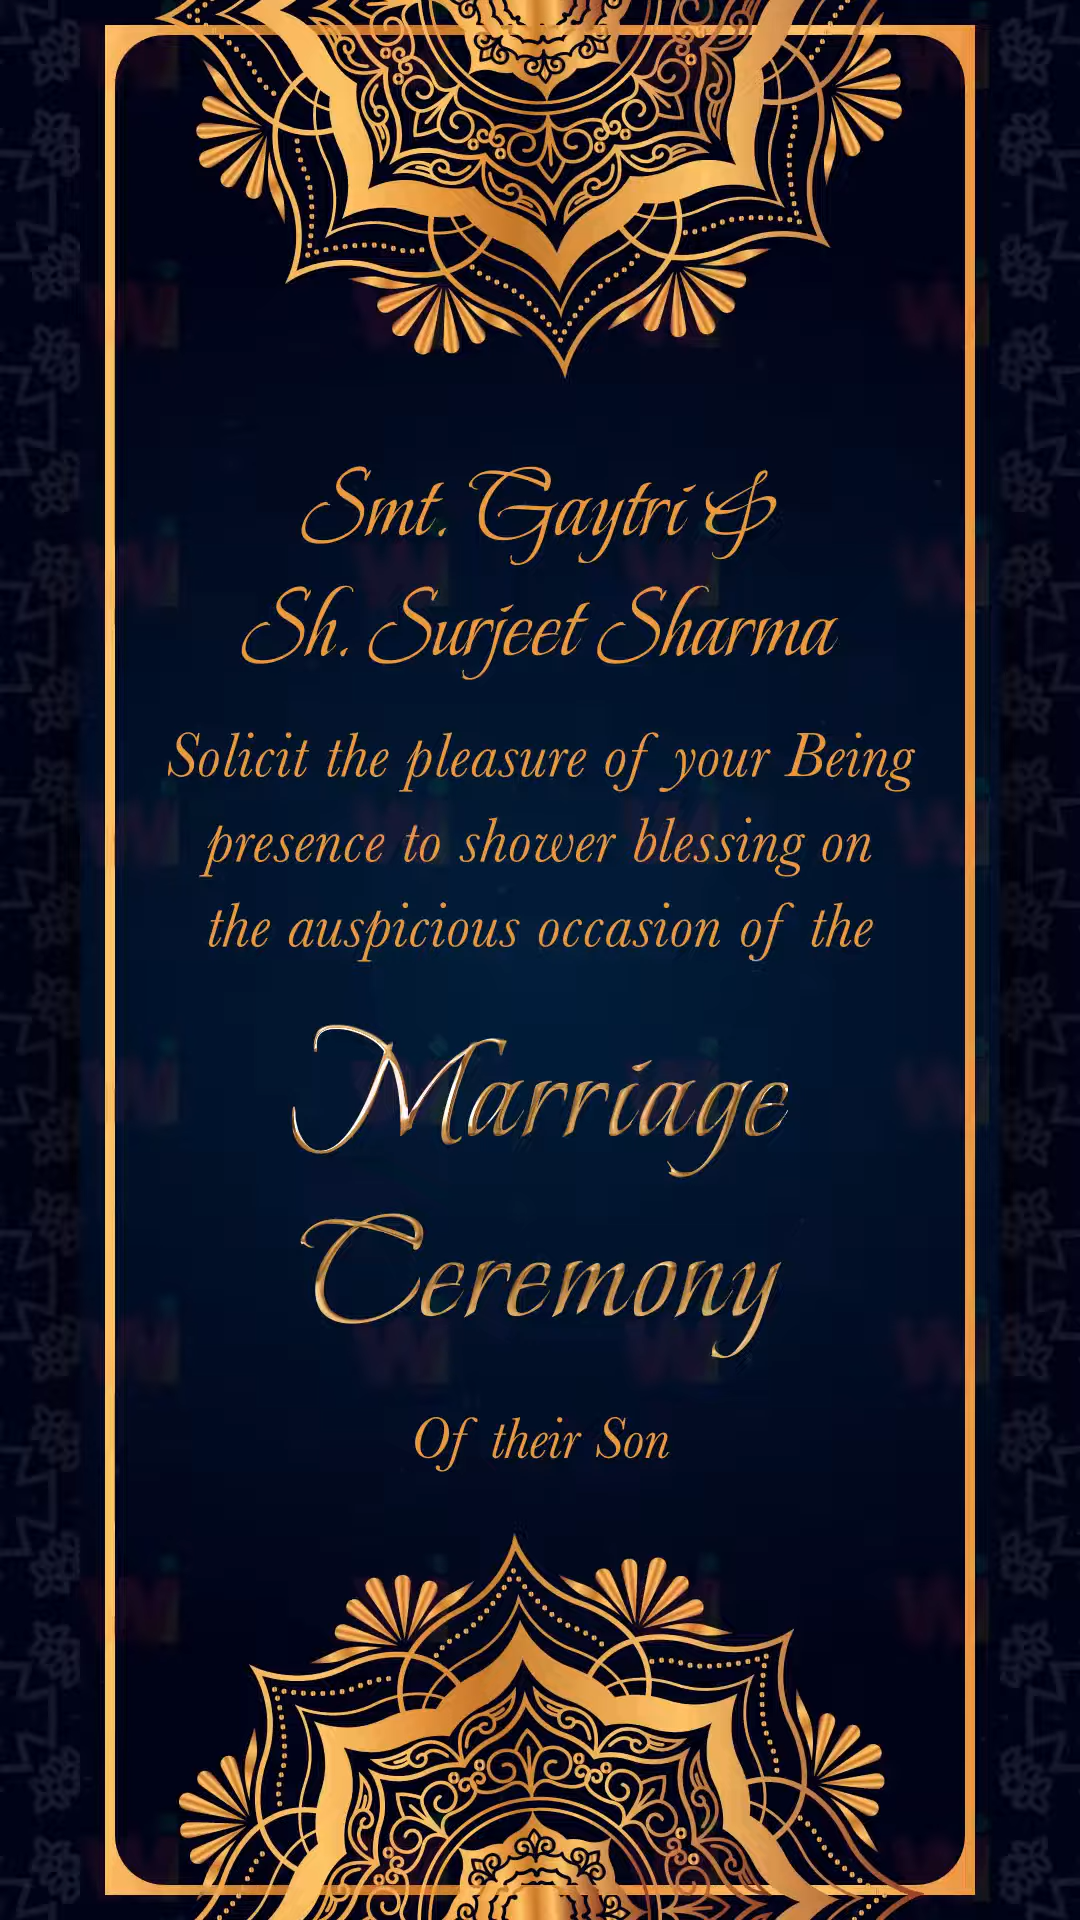 Smt. Gaytri &
Sh. Surjeet Sharma
Solicit the pleasure of your Being
presence to shower blessing on
the auspicious occasion of the
Marriage
Ceremony
Of their Son